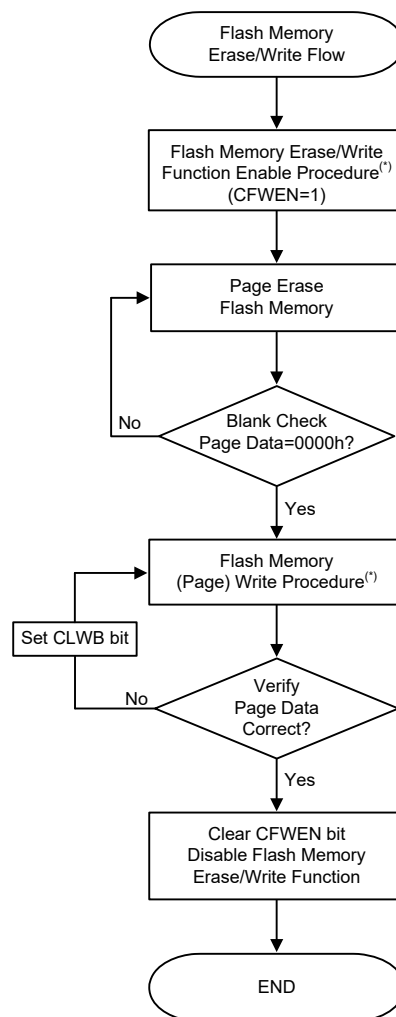 Flash Memory
Erase/Write Flow
Flash Memory Erase/Write
Function Enable Procedure(*)
(CFWEN=1)
Page Erase
Flash Memory
No
Blank Check
Page Data=0000h?
Yes
Flash Memory
(Page) Write Procedure(*)
Set CLWB bit
No
Verify
Page Data
Correct?
Yes
Clear CFWEN bit
Disable Flash Memory
Erase/Write Function
END